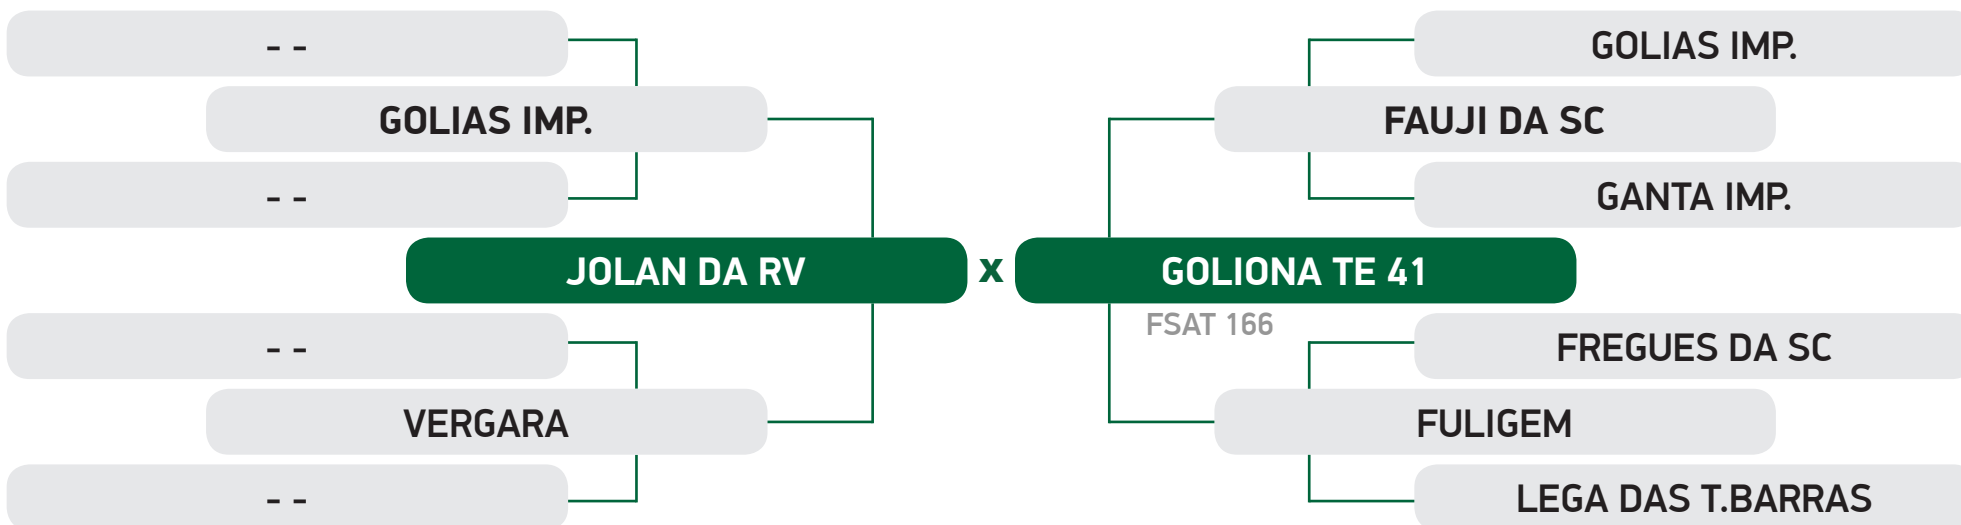 - -
GOLIAS IMP.
GOLIAS IMP.
FAUJI DA SC
- -
GANTA IMP.
JOLAN DA RV x GOLIONA TE 41
FSAT 166
- -
FREGUES DA SC
VERGARA
FULIGEM
- -
LEGA DAS T.BARRAS